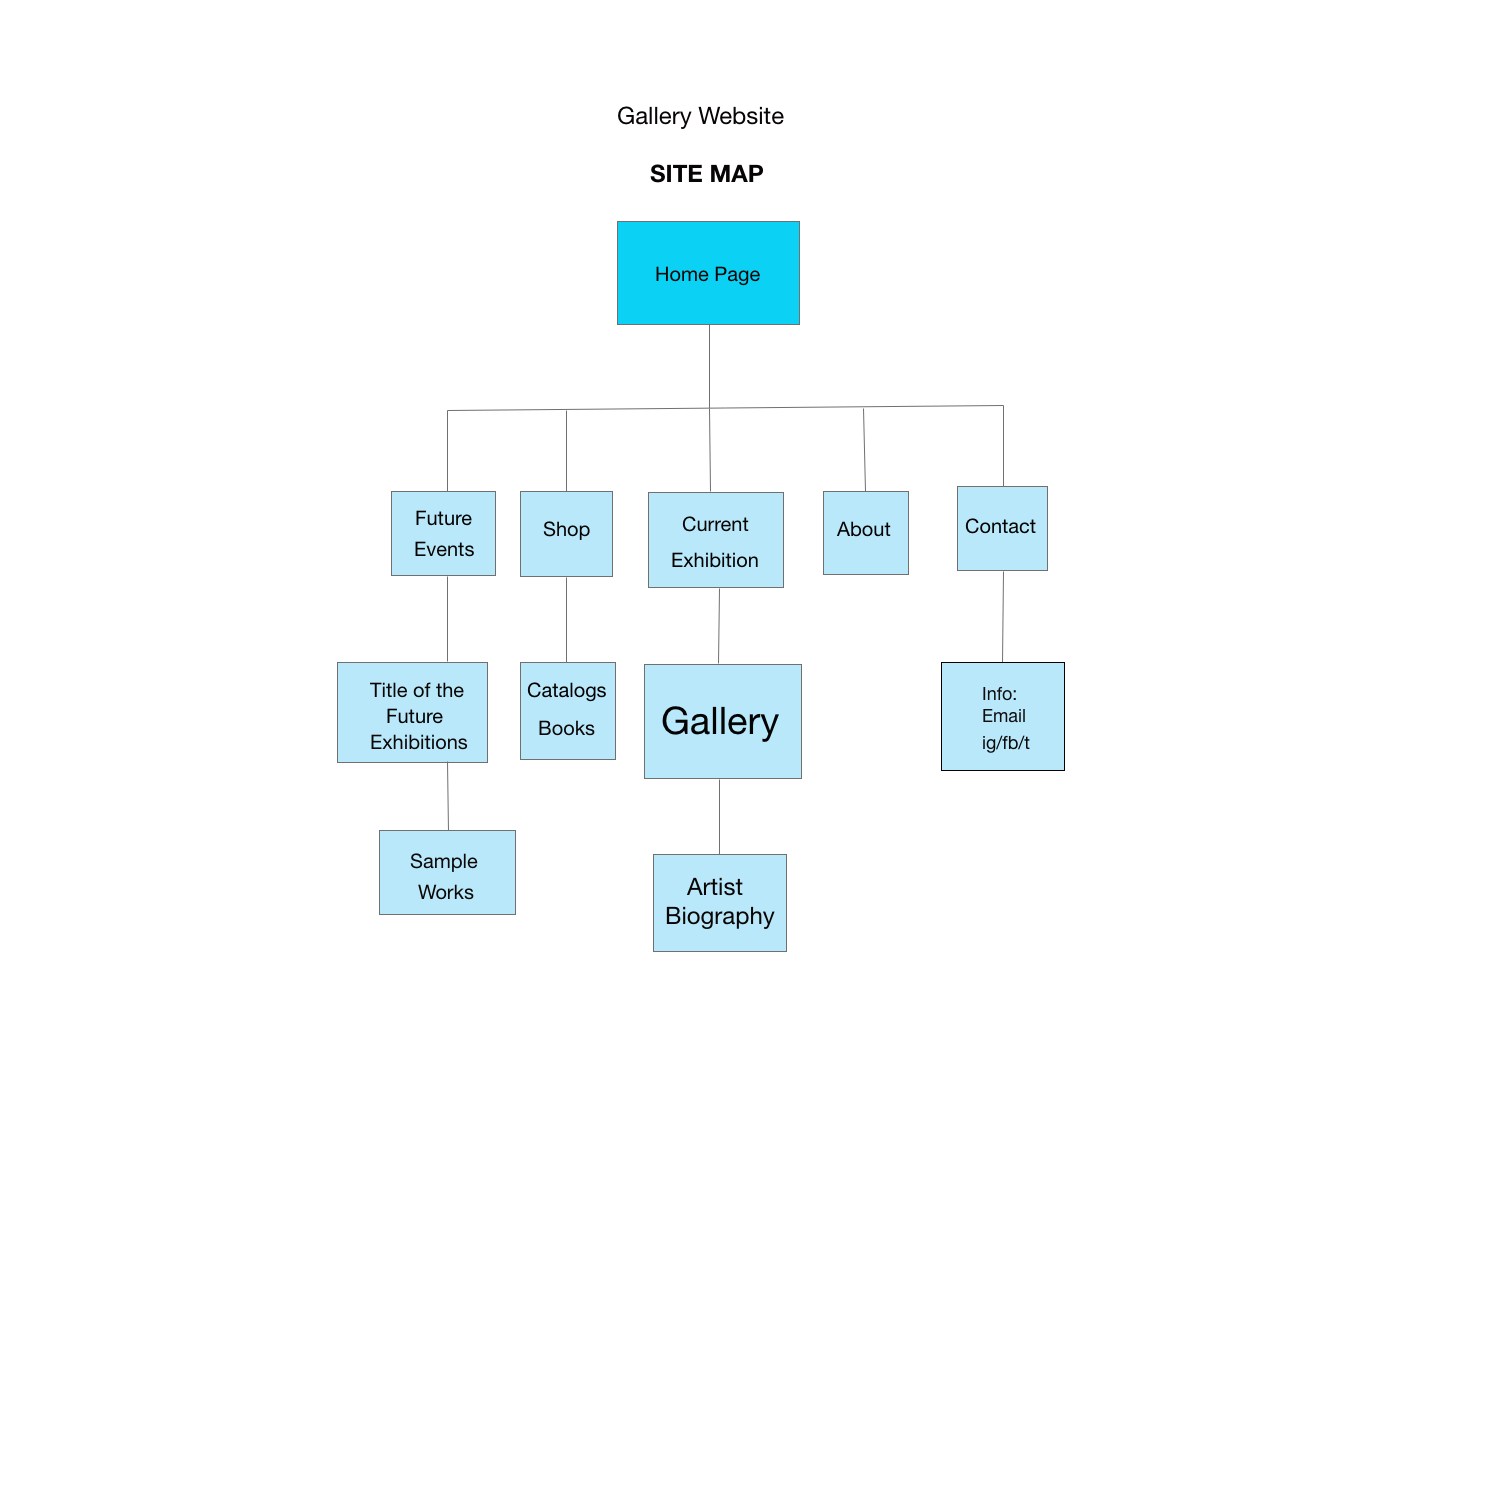 Gallery Website
SITE MAP
Home Page
Future
Events
Shop
Current
Exhibition
About
Contact
Title of the
Future
Exhibitions
Catalogs
Books
Gallery
Info:
Email
ig/fb/t
Sample
Works
Artist
Biography